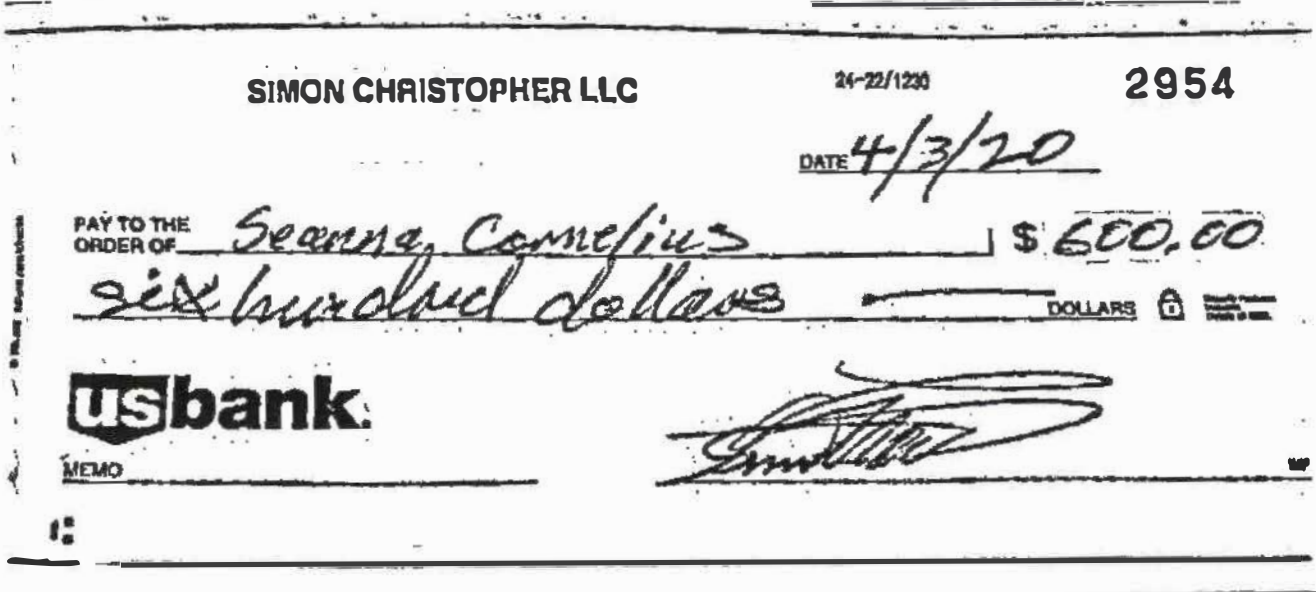 SIMON CHRISTOPHER LLC 24-22/1230 2954
DATE 4/3/20
PAY TO THE ORDER OF Seanna Cornelius $ 600.00
six hundred dollars DOLLARS
usbank.
MEMO
MP